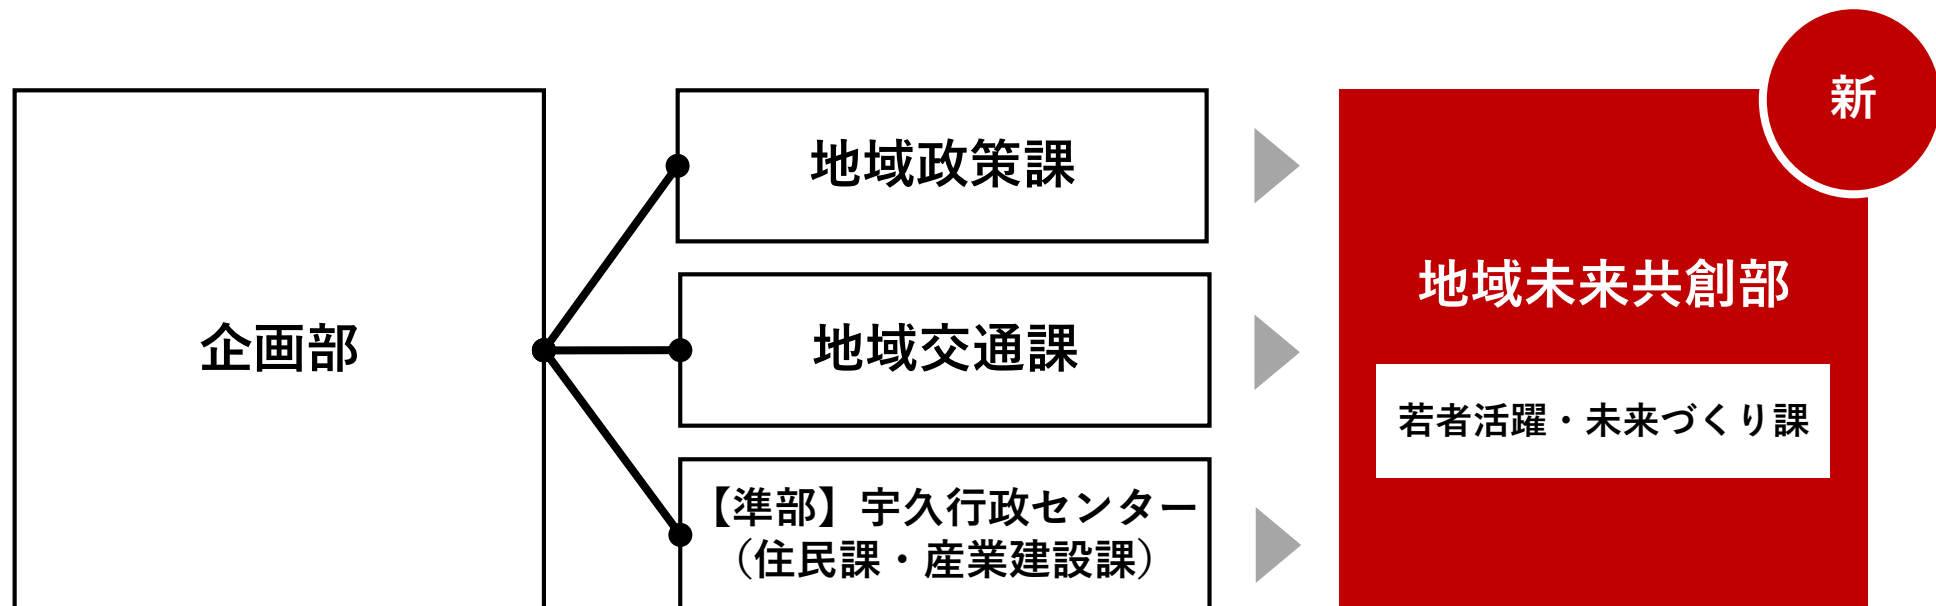 企画部
地域政策課
地域交通課
【準部】宇久行政センター
（住民課・産業建設課）
新
地域未来共創部
若者活躍・未来づくり課